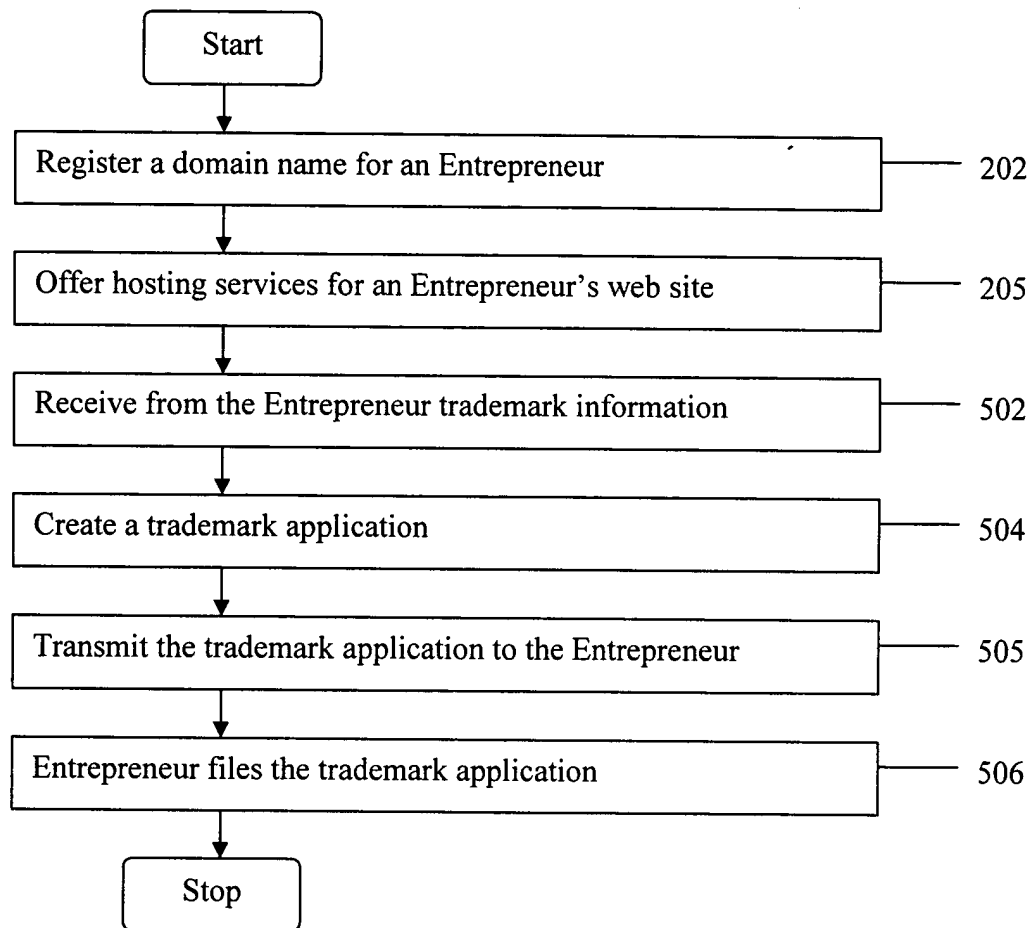 Start
Register a domain name for an Entrepreneur
202
Offer hosting services for an Entrepreneur's web site
205
Receive from the Entrepreneur trademark information
502
Create a trademark application
504
Transmit the trademark application to the Entrepreneur
505
Entrepreneur files the trademark application
506
Stop